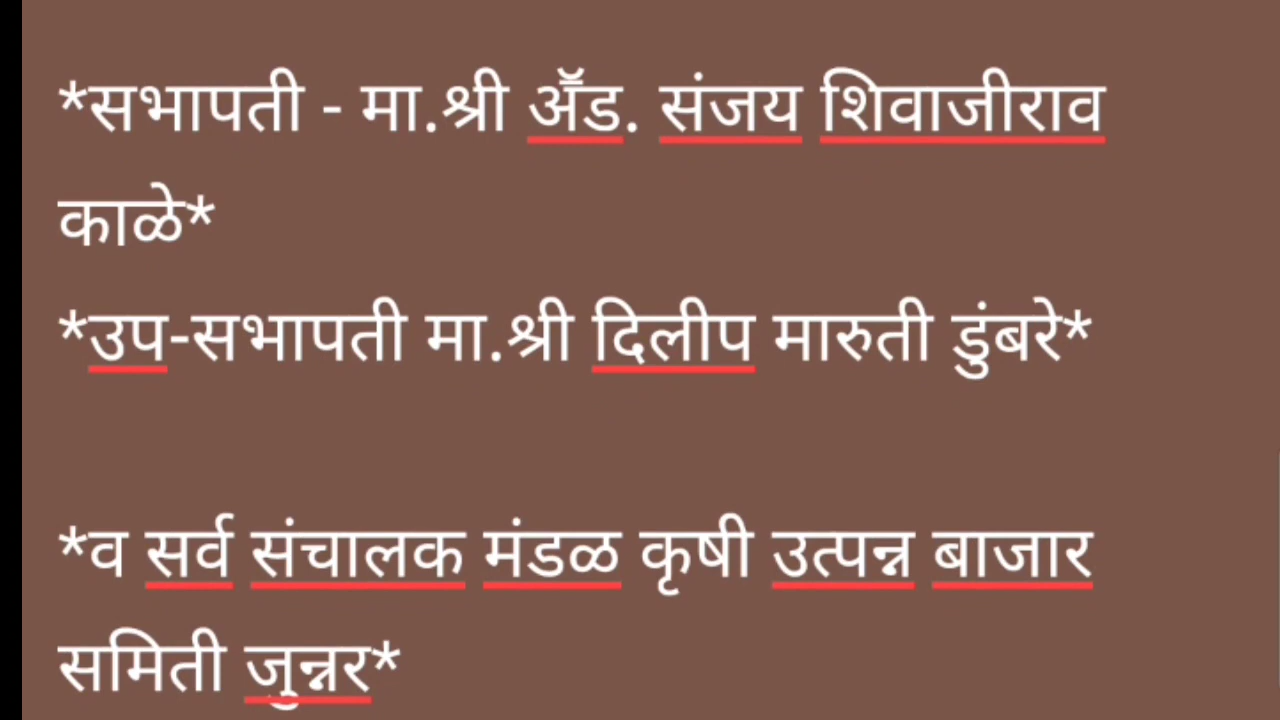 *सभापती - मा.श्री ॲड. संजय शिवाजीराव
काळे*
*उप-सभापती मा.श्री दिलीप मारुती डुंबरे*
*व सर्व संचालक मंडळ कृषी उत्पन्न बाजार
समिती जुन्नर*